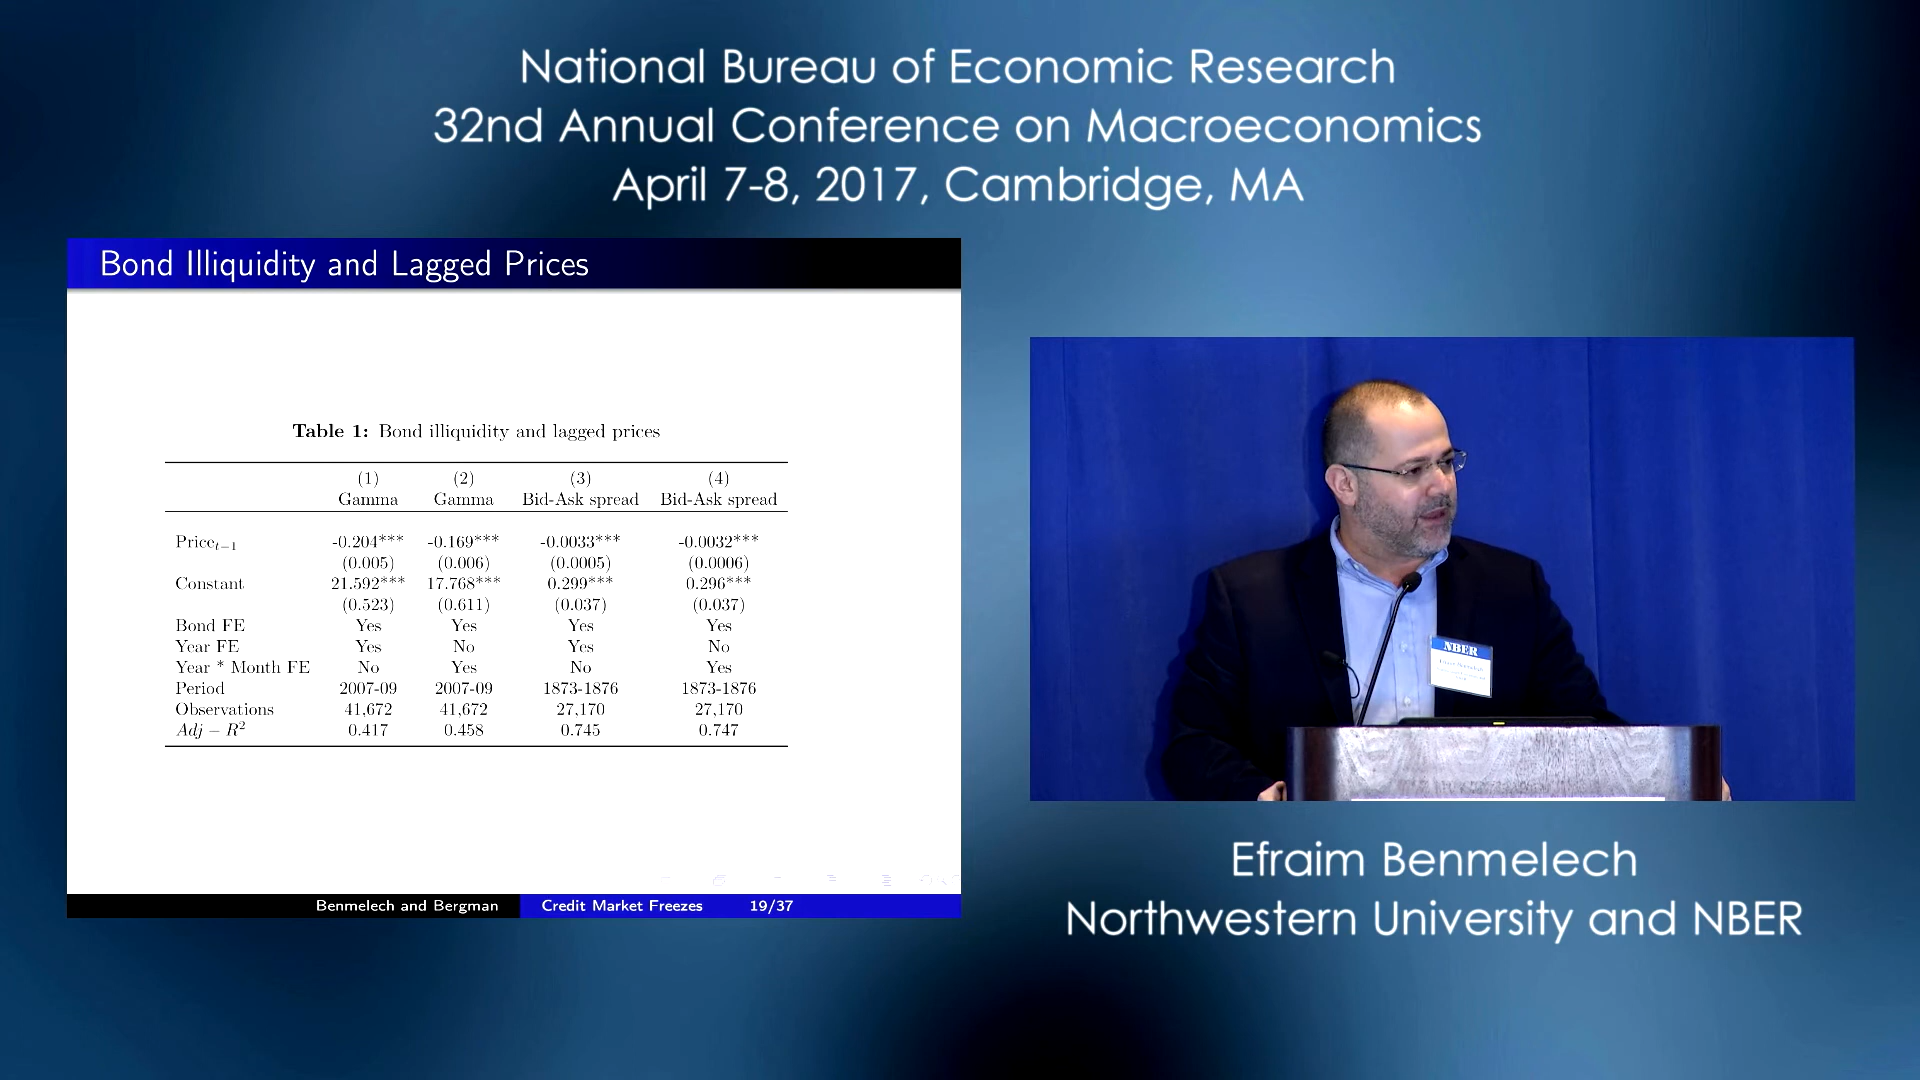 National Bureau of Economic Research
32nd Annual Conference on Macroeconomics
April 7-8, 2017, Cambridge, MA
Bond Illiquidity and Lagged Prices
Table 1: Bond illiquidity and lagged prices
(1) (2) (3) (4)
Gamma Gamma Bid-Ask spread Bid-Ask spread
Price_{t−1} -0.204*** -0.169*** -0.0033*** -0.0032***
(0.005) (0.006) (0.0005) (0.0006)
Constant 21.592*** 17.768*** 0.299*** 0.296***
(0.523) (0.611) (0.037) (0.037)
Bond FE Yes Yes Yes Yes
Year FE Yes No Yes No
Year * Month FE No Yes No Yes
Period 2007-09 2007-09 1873-1876 1873-1876
Observations 41,672 41,672 27,170 27,170
Adj − R² 0.417 0.458 0.745 0.747
Benmelech and Bergman Credit Market Freezes 19/37
NBER
Efraim Benmelech
Northwestern University and NBER